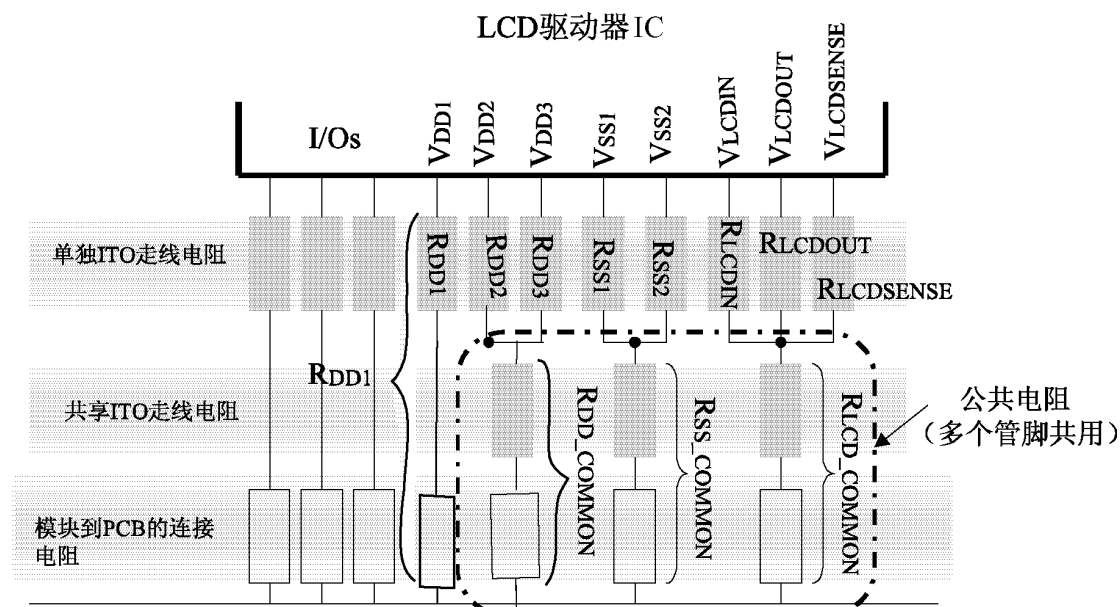 LCD驱动器IC
I/Os
VDD1
VDD2
VDD3
VSS1
VSS2
VLCDIN
VLCDOUT
VLCDSENSE
单独ITO走线电阻
RDD1
RDD2
RDD3
RSS1
RSS2
RLCDIN
RLCDOUT
RLCDSENSE
RDD1
共享ITO走线电阻
RDD_COMMON
RSS_COMMON
RLCD_COMMON
公共电阻
(多个管脚共用)
模块到PCB的连接
电阻